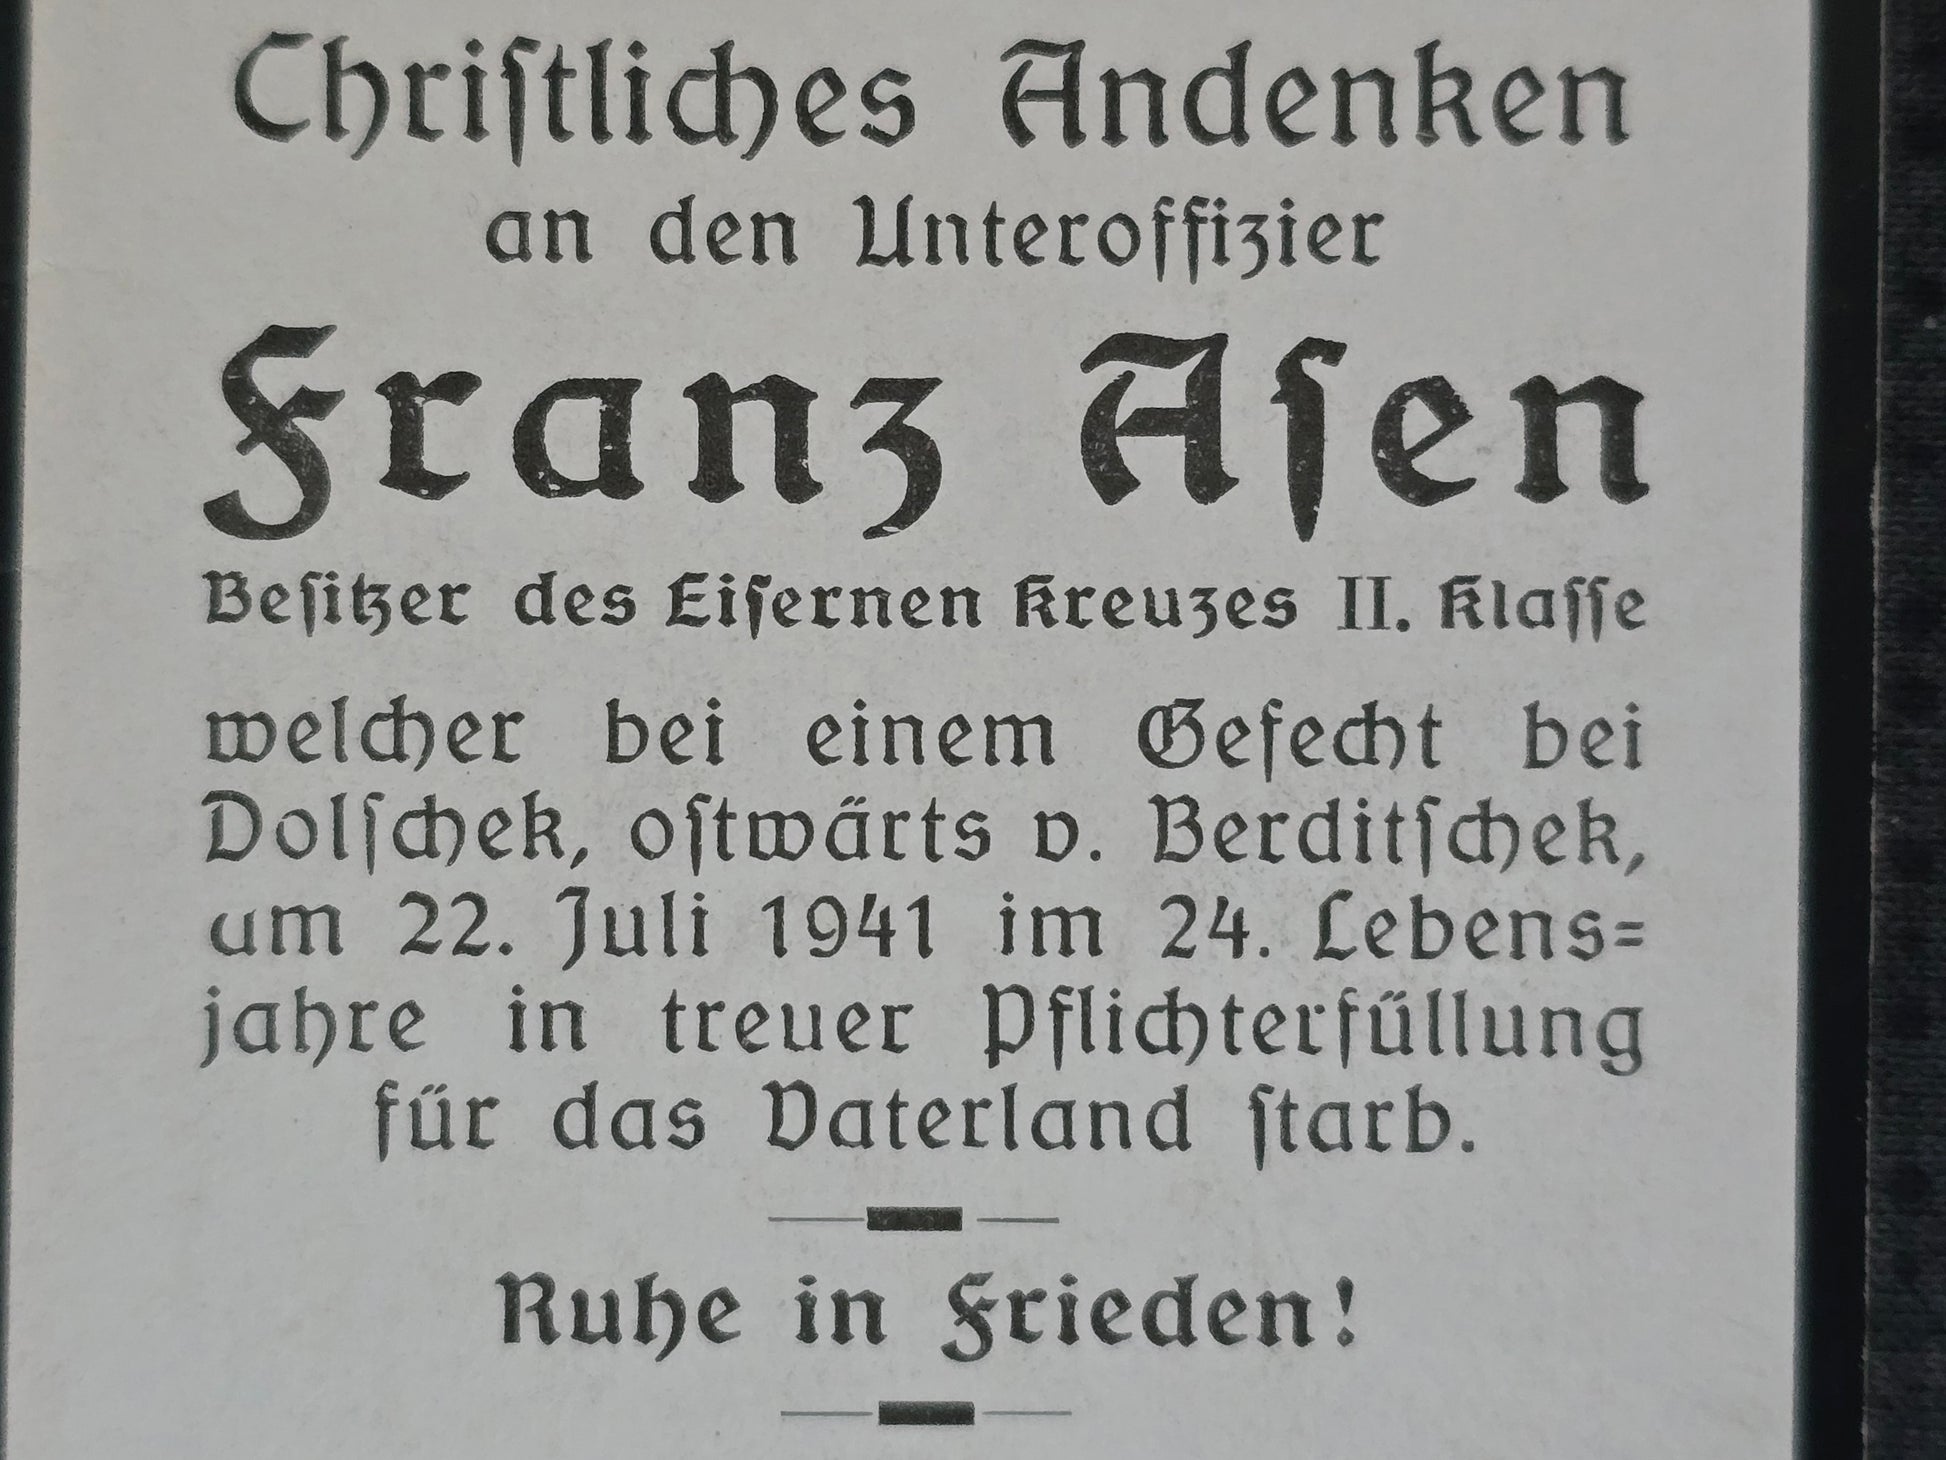 Chriſtliches Andenken
an den Unteroffizier
Franz Aſen
Beſitzer des Eiſernen Kreuzes II. Klaſſe
welcher bei einem Gefecht bei
Dolſchek, oſtwärts v. Berditſchek,
am 22. Juli 1941 im 24. Lebens=
jahre in treuer Pflichterfüllung
für das Vaterland ſtarb.
Ruhe in Frieden!